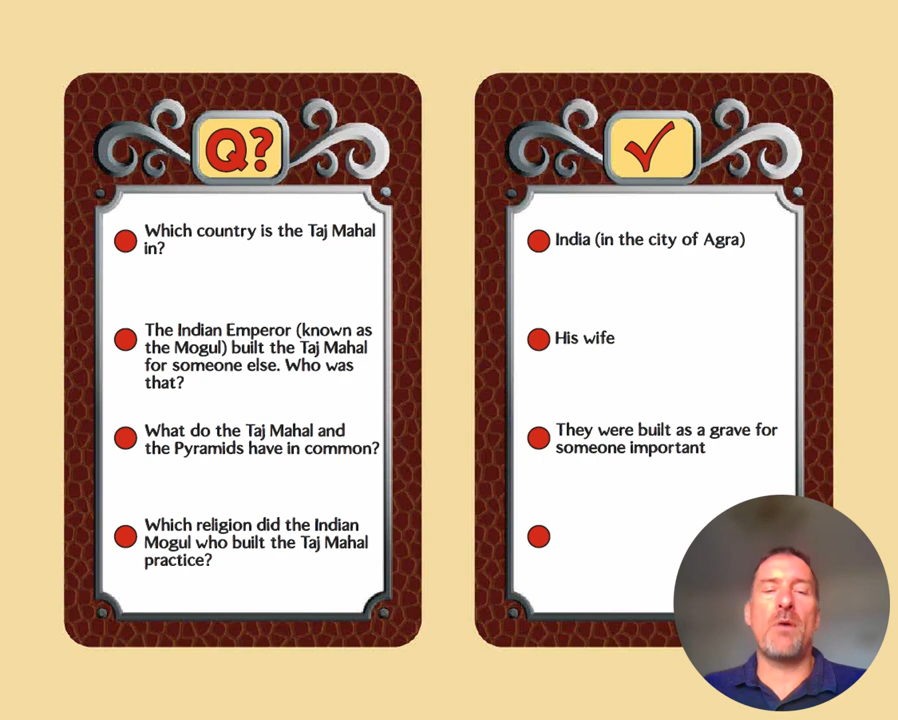 Q?
Which country is the Taj Mahal
in?
The Indian Emperor (known as
the Mogul) built the Taj Mahal
for someone else. Who was
that?
What do the Taj Mahal and
the Pyramids have in common?
Which religion did the Indian
Mogul who built the Taj Mahal
practice?
India (in the city of Agra)
His wife
They were built as a grave for
someone important